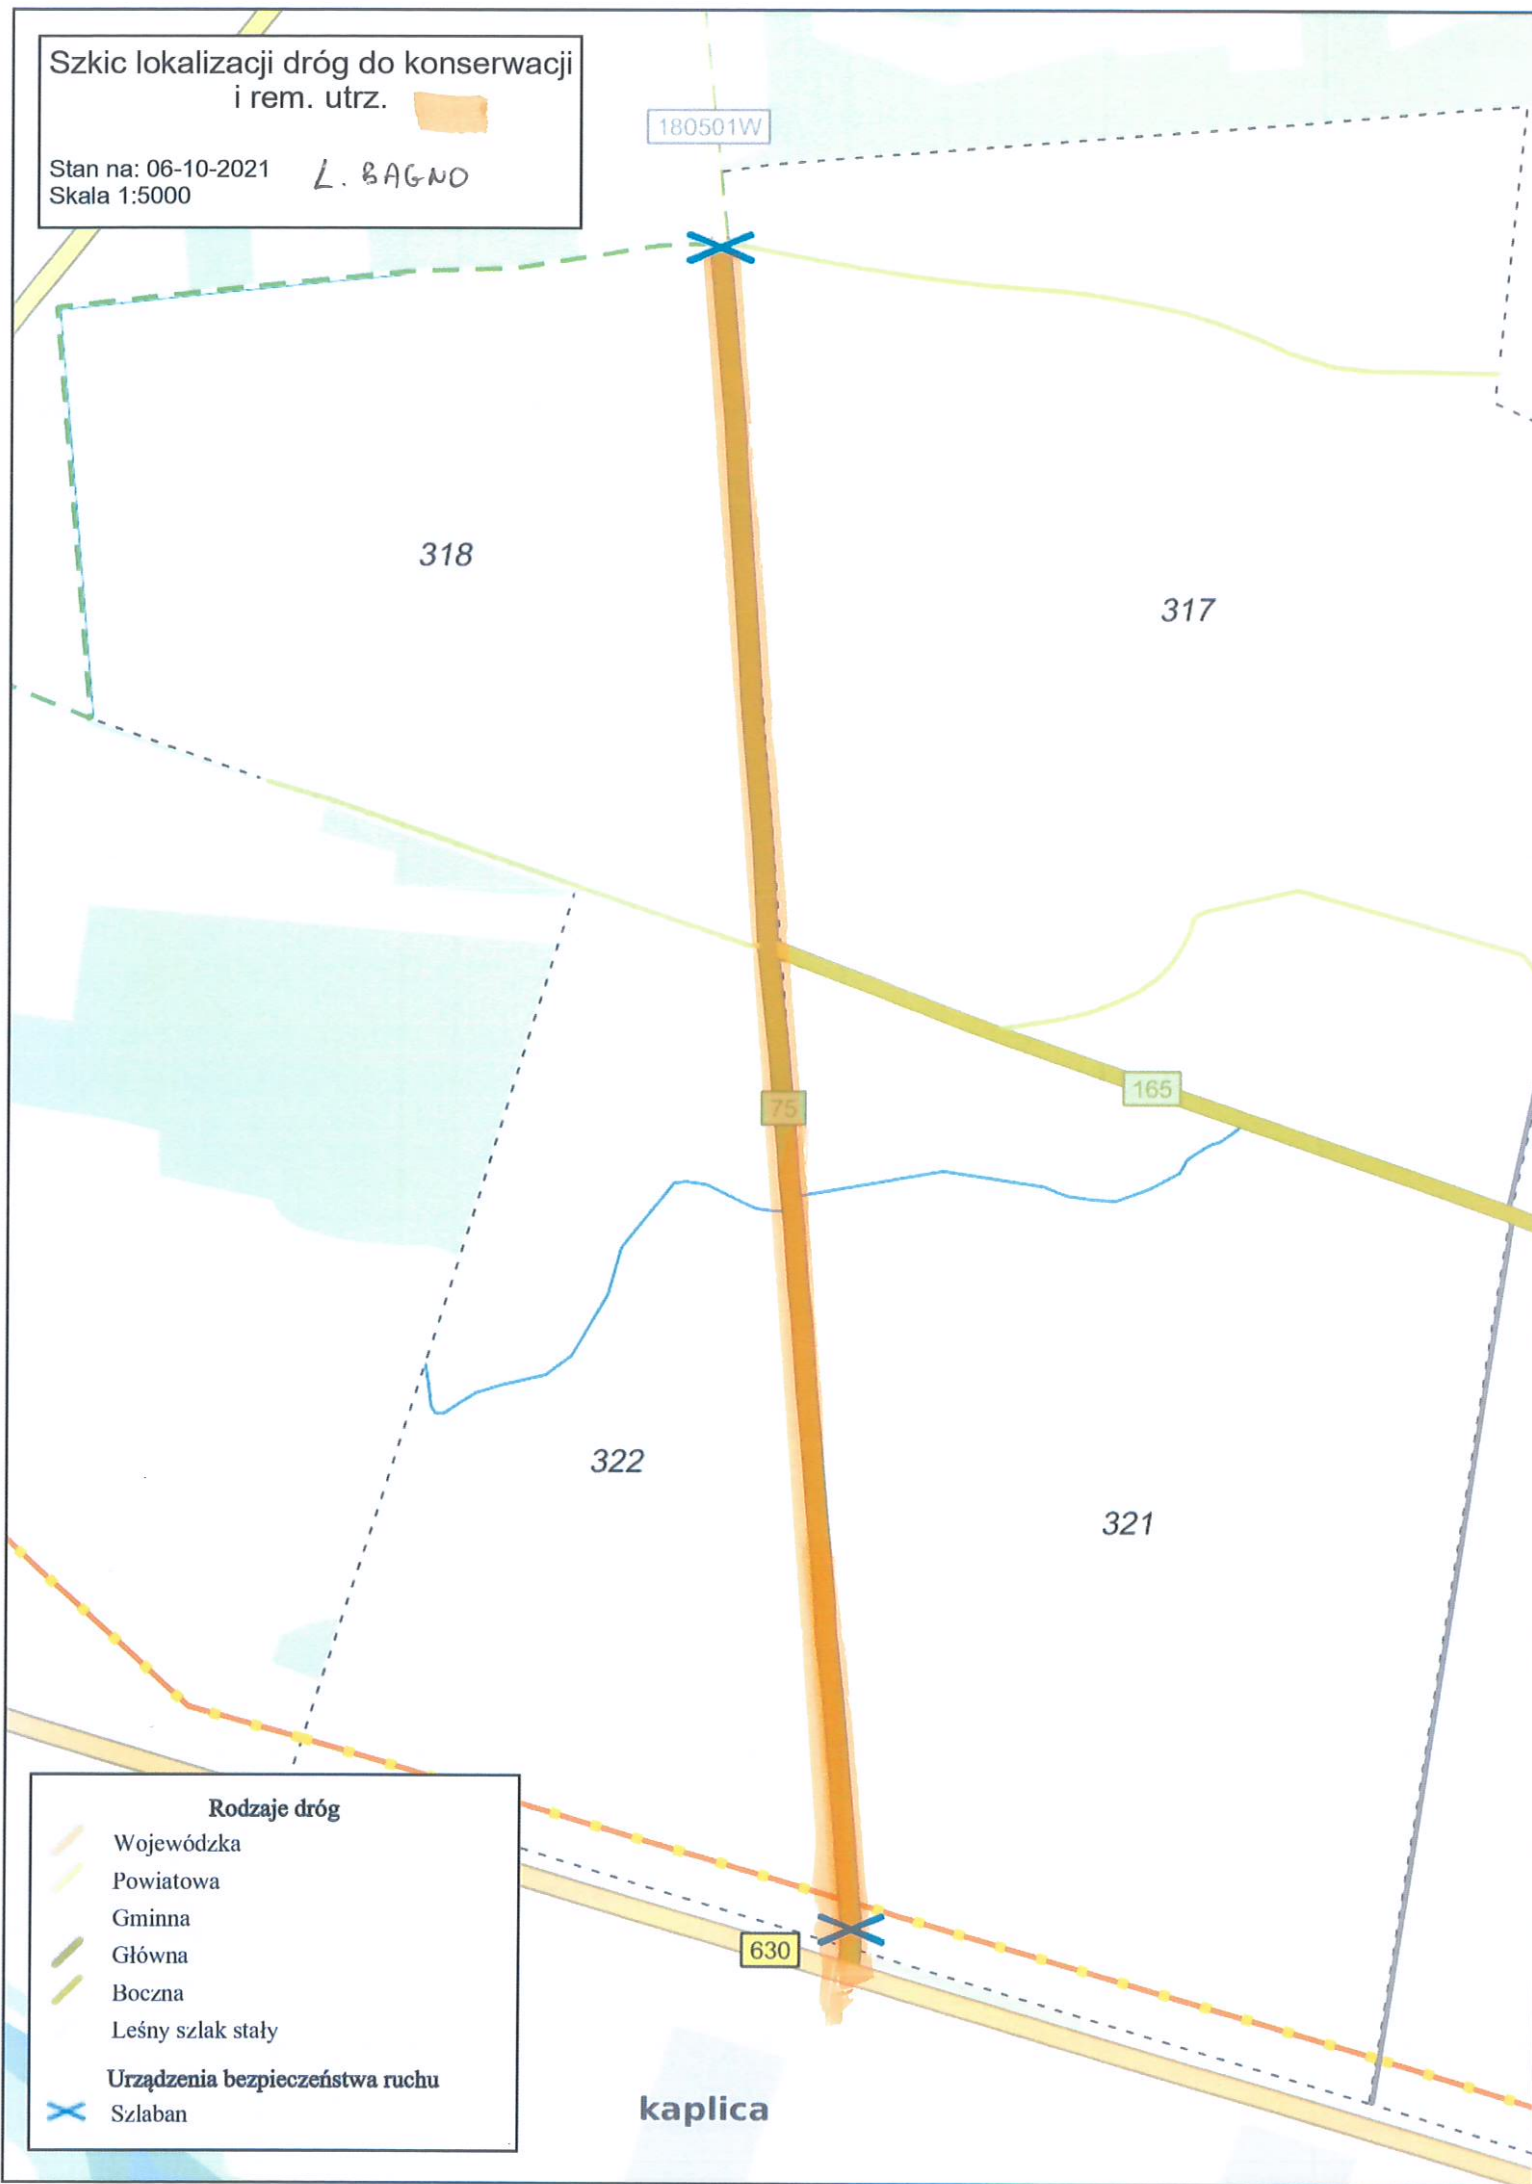 Szkic lokalizacji dróg do konserwacji
i rem. utrz.
Stan na: 06-10-2021
Skala 1:5000
L. BAGNO
180501W
318
317
165
75
322
321
630
kaplica
Rodzaje dróg
Wojewódzka
Powiatowa
Gminna
Główna
Boczna
Leśny szlak stały
Urządzenia bezpieczeństwa ruchu
Szlaban